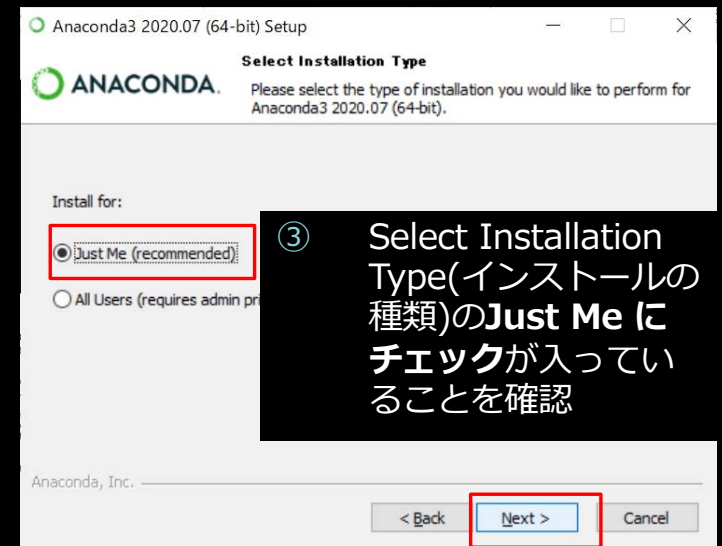 Anaconda3 2020.07 (64-bit) Setup
Select Installation Type
ANACONDA.
Please select the type of installation you would like to perform for
Anaconda3 2020.07 (64-bit).
Install for:
Just Me (recommended)
All Users (requires admin pri
③ Select Installation
Type(インストールの
種類)のJust Me に
チェックが入ってい
ることを確認
Anaconda, Inc.
< Back Next > Cancel